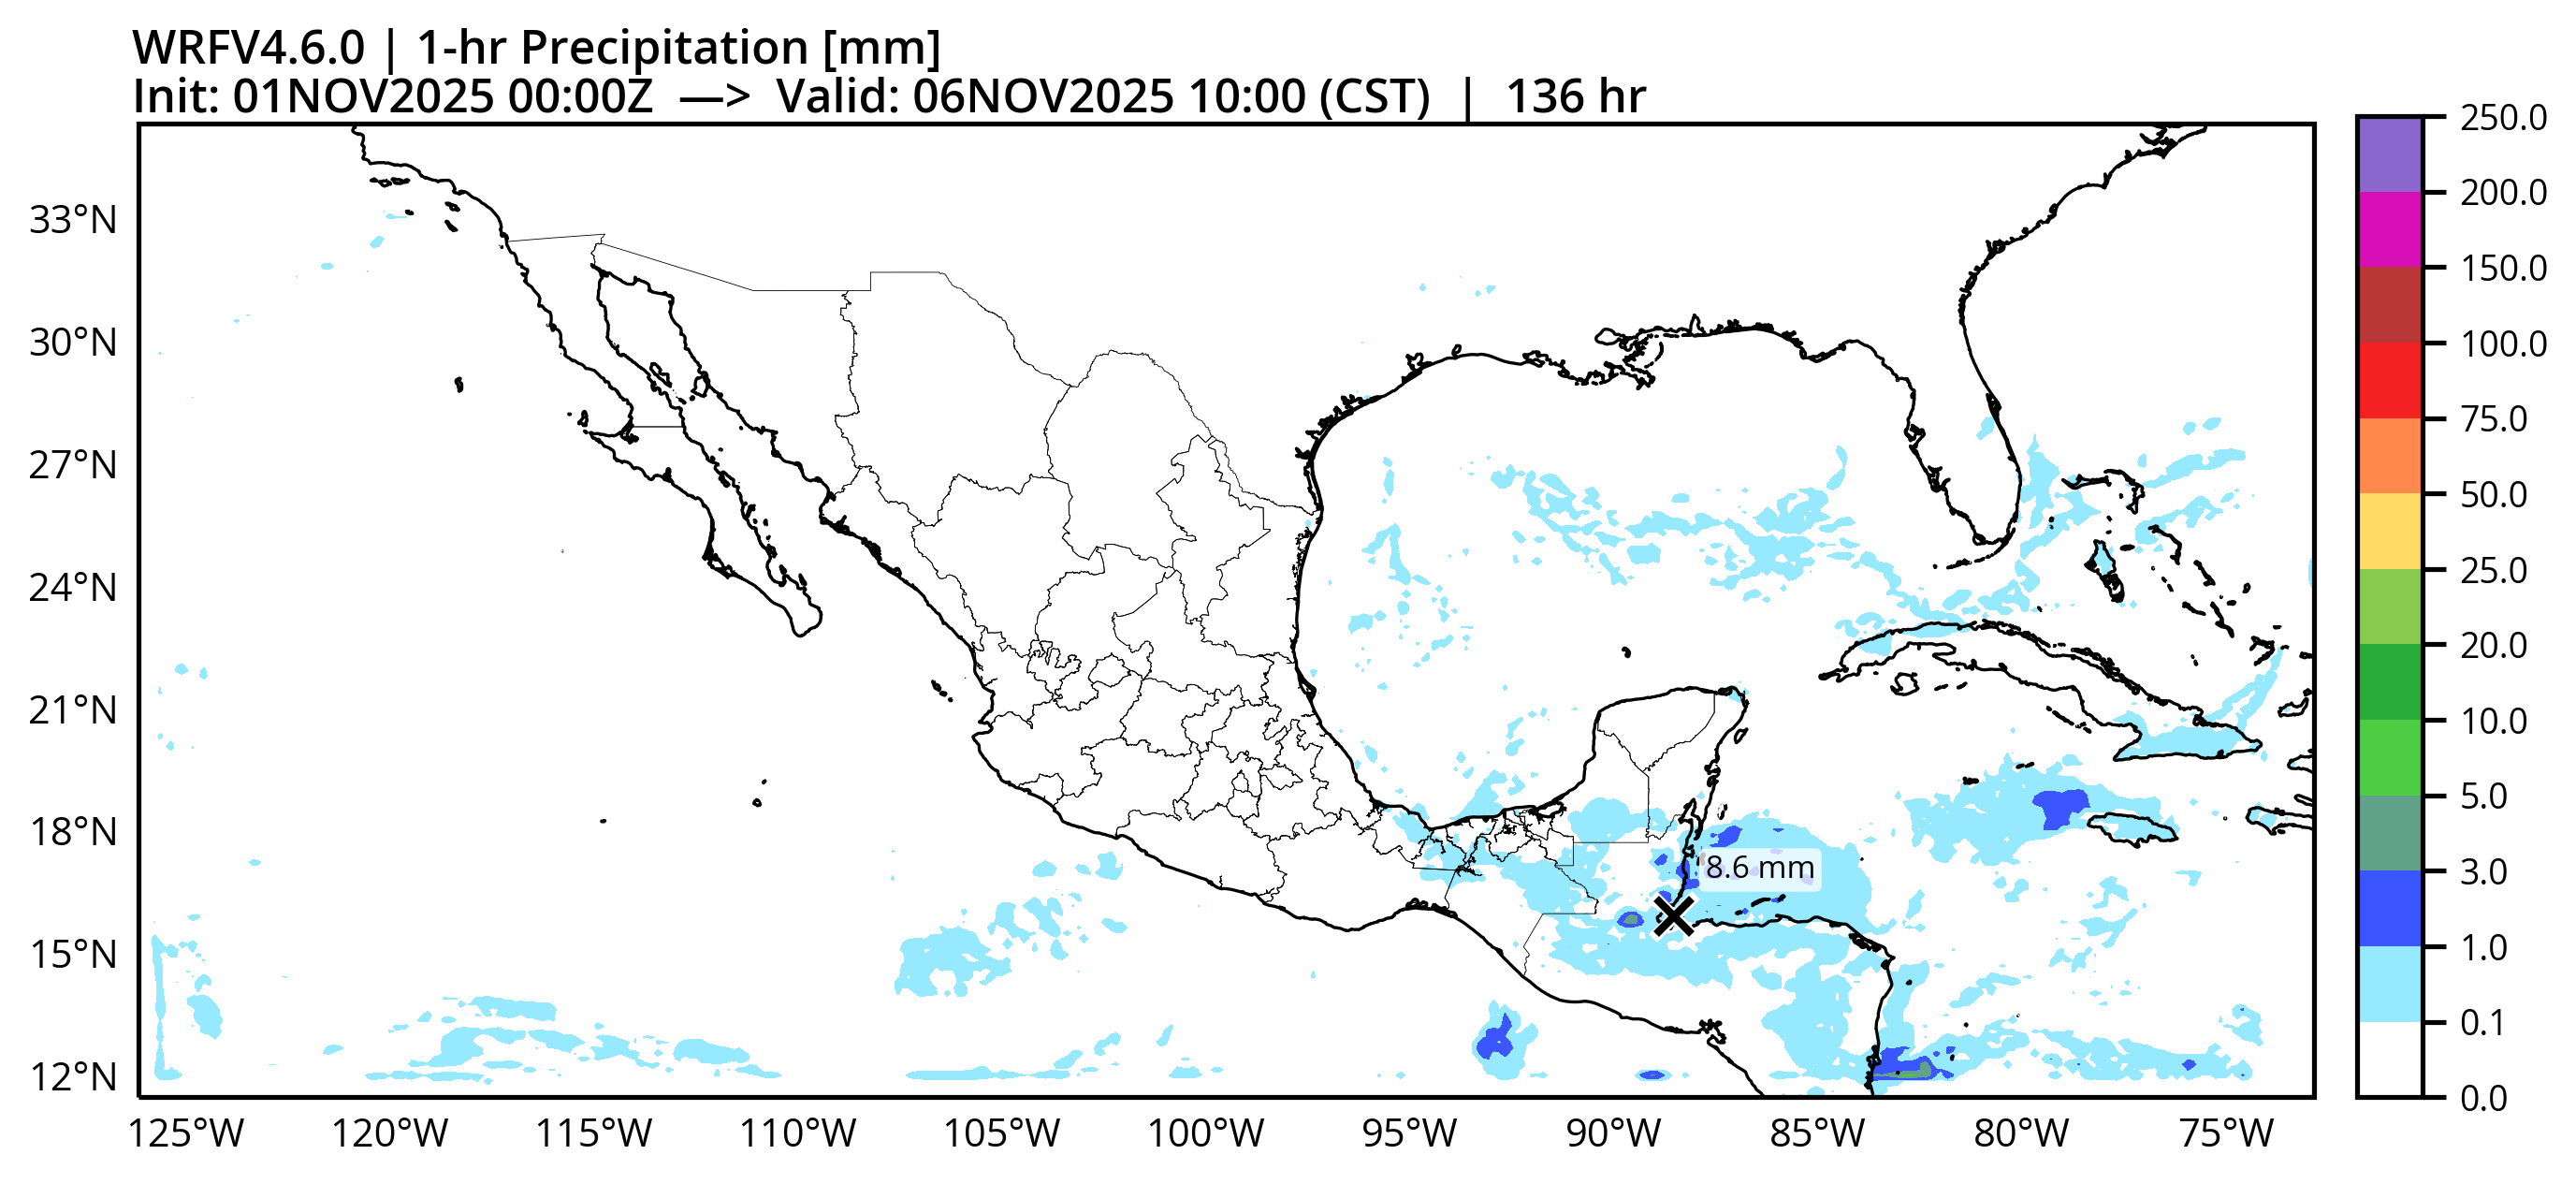 WRFV4.6.0 | 1-hr Precipitation [mm]
Init: 01NOV2025 00:00Z —> Valid: 06NOV2025 10:00 (CST) | 136 hr
33°N
30°N
27°N
24°N
21°N
18°N
15°N
12°N
8.6 mm
125°W 120°W 115°W 110°W 105°W 100°W 95°W 90°W 85°W 80°W 75°W
250.0
200.0
150.0
100.0
75.0
50.0
25.0
20.0
10.0
5.0
3.0
1.0
0.1
0.0